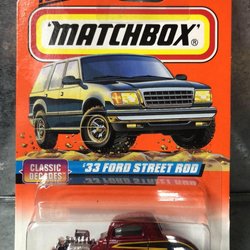 MATCHBOX
'33 FORD STREET ROD
CLASSIC
DECADES